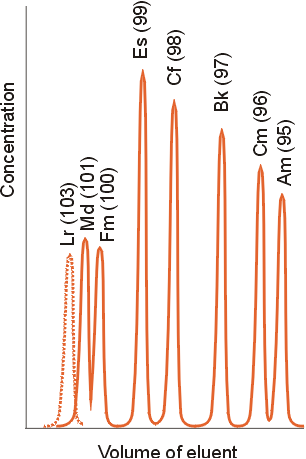 Concentration
Lr (103)
Md (101)
Fm (100)
Es (99)
Cf (98)
Bk (97)
Cm (96)
Am (95)
Volume of eluent